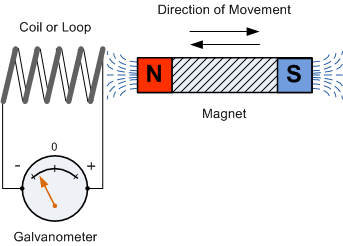 Coil or Loop
Direction of Movement
N
S
Magnet
0
- +
Galvanometer